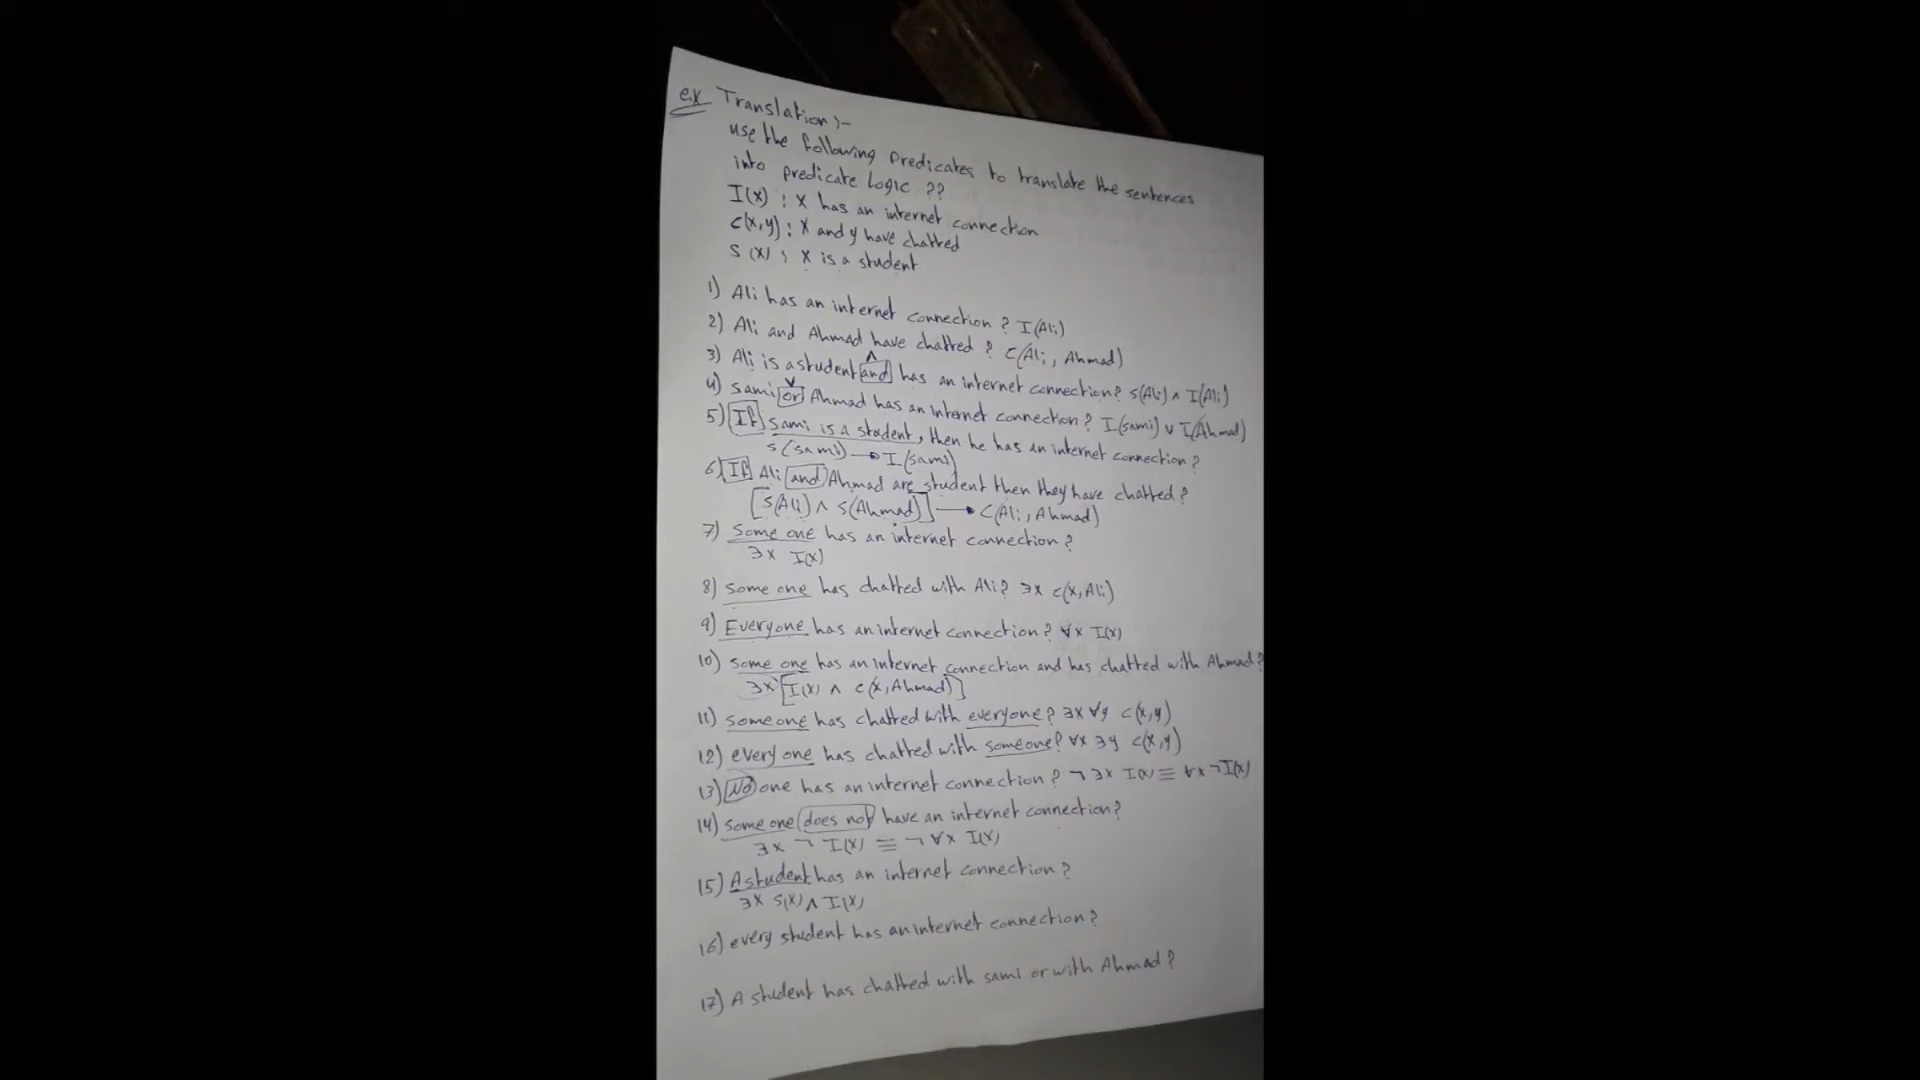 ex Translation:-
use the following predicates to translate the sentences
into predicate Logic ??
I(x) : x has an internet connection
C(x,y) : x and y have chatted
S(x) : x is a student
1) Ali has an internet connection ? I(Ali)
2) Ali and Ahmad have chatted ? C(Ali, Ahmad)
∧
3) Ali is a student and has an internet connection? S(Ali) ∧ I(Ali)
∨
4) sami or Ahmad has an internet connection ? I(sami) ∨ I(Ahmad)
5) If sami is a student, then he has an internet connection ?
S(sami) → I(sami)
6) If Ali and Ahmad are student then they have chatted ?
[S(Ali) ∧ S(Ahmad)] → C(Ali, Ahmad)
7) Some one has an internet connection ?
∃x I(x)
8) some one has chatted with Ali? ∃x C(x, Ali)
9) Everyone has an internet connection? ∀x I(x)
10) some one has an internet connection and has chatted with Ahmad?
∃x [I(x) ∧ C(x, Ahmad)]
11) someone has chatted with everyone? ∃x ∀y C(x,y)
12) every one has chatted with someone? ∀x ∃y C(x,y)
13) No one has an internet connection? ¬∃x I(x) ≡ ∀x ¬I(x)
14) some one does not have an internet connection?
∃x ¬ I(x) ≡ ¬ ∀x I(x)
15) A student has an internet connection ?
∃x S(x) ∧ I(x)
16) every student has an internet connection?
17) A student has chatted with sami or with Ahmad ?